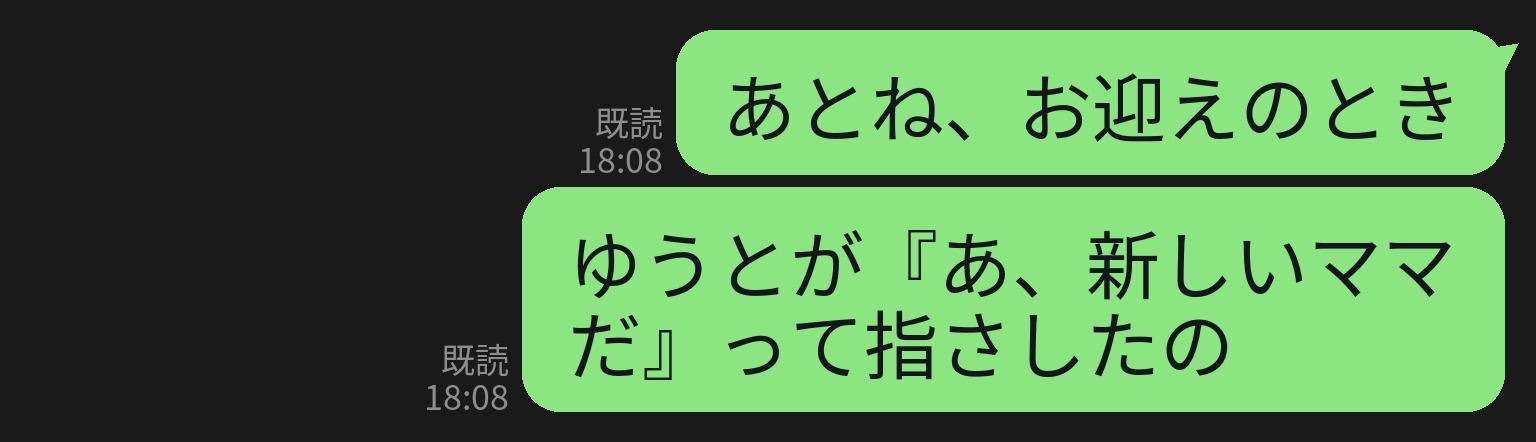 あとね、お迎えのとき
既読
18:08
ゆうとが『あ、新しいママ
だ』って指さしたの
既読
18:08